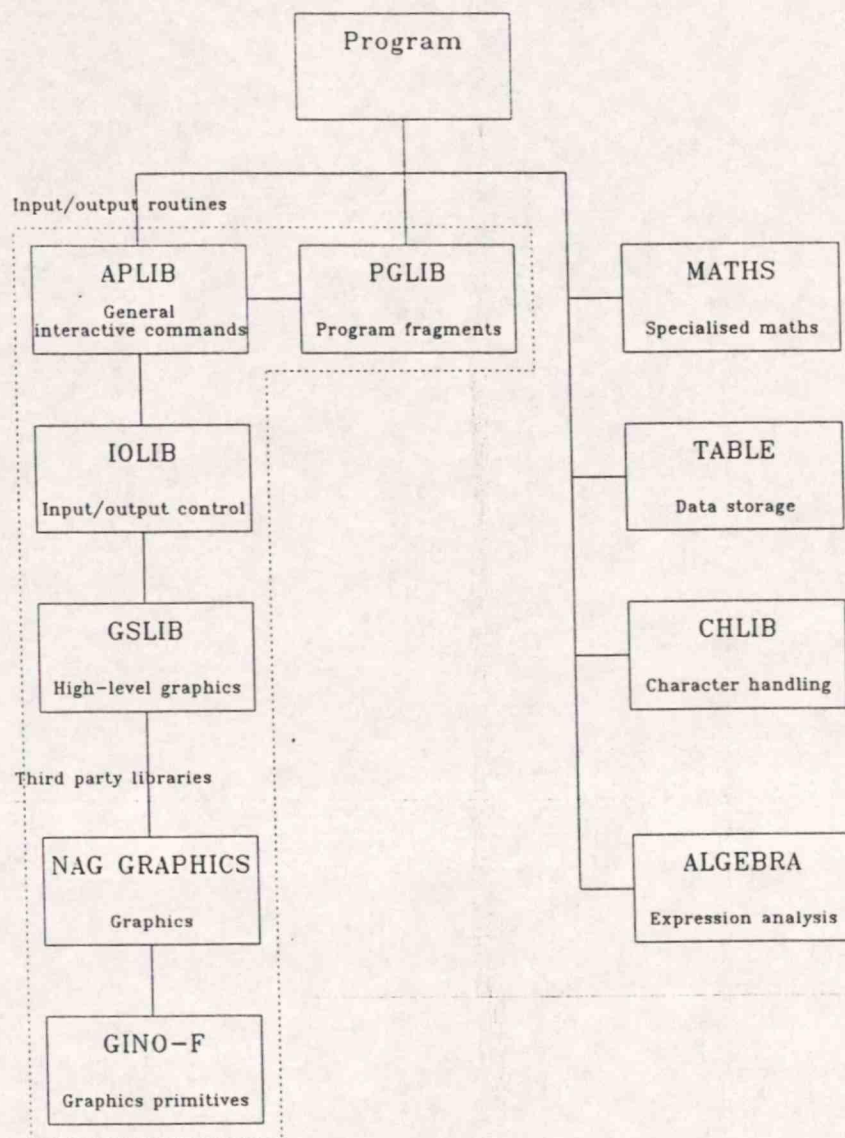 Program
Input/output routines
APLIB
General
interactive commands
PGLIB
Program fragments
MATHS
Specialised maths
IOLIB
Input/output control
TABLE
Data storage
GSLIB
High-level graphics
CHLIB
Character handling
Third party libraries
NAG GRAPHICS
Graphics
ALGEBRA
Expression analysis
GINO-F
Graphics primitives